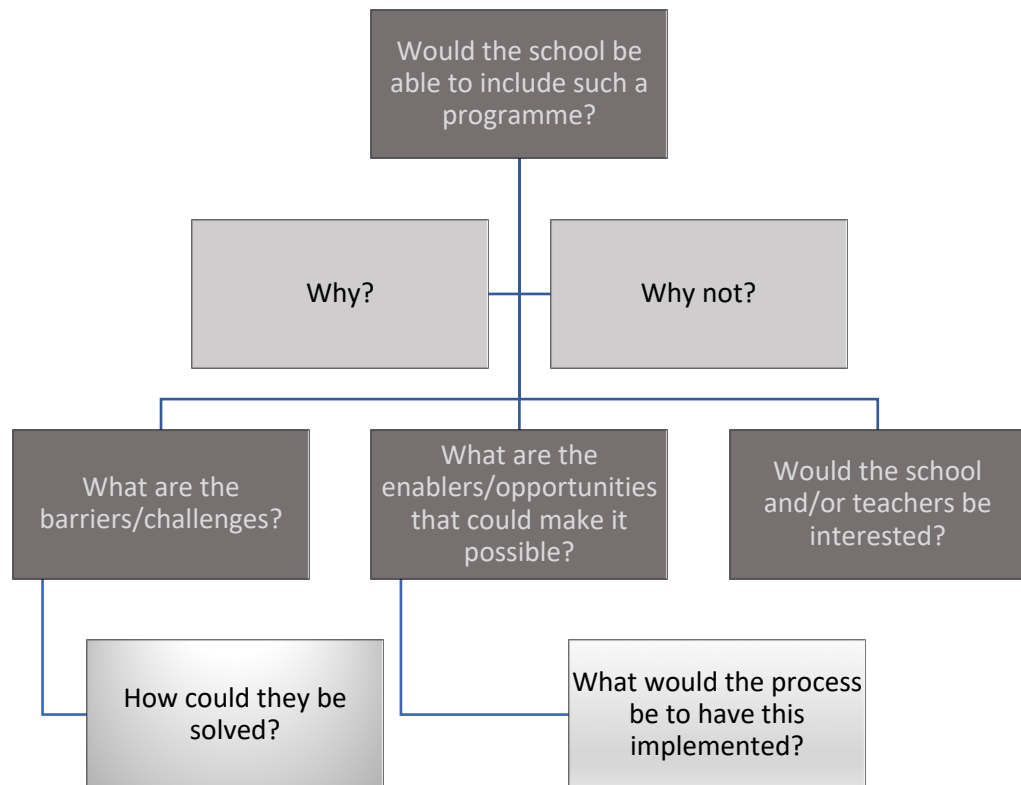 Would the school be
able to include such a
programme?
Why?
Why not?
What are the
barriers/challenges?
What are the
enablers/opportunities
that could make it
possible?
Would the school
and/or teachers be
interested?
How could they be
solved?
What would the process
be to have this
implemented?